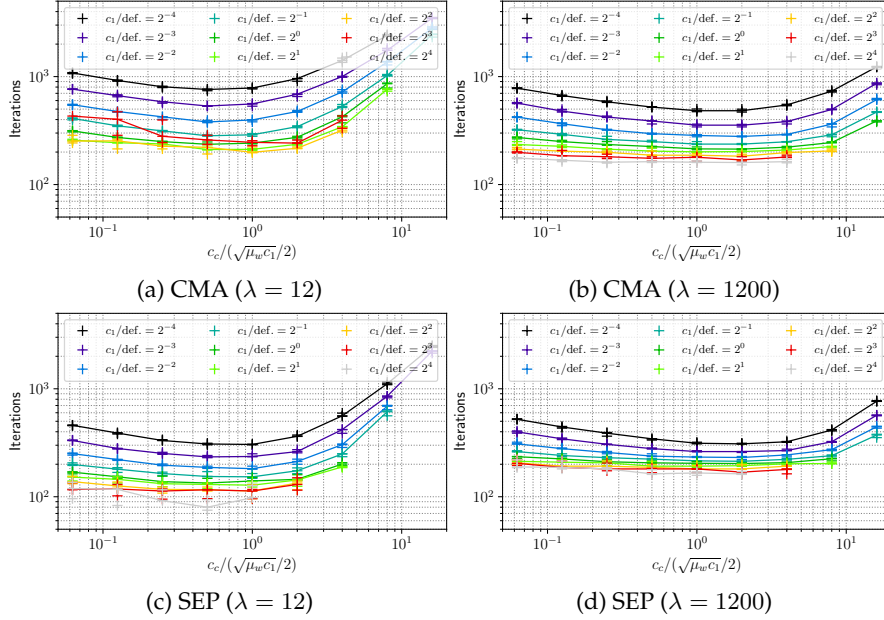 c₁/def. = 2⁻⁴ c₁/def. = 2⁻¹ c₁/def. = 2²
c₁/def. = 2⁻³ c₁/def. = 2⁰ c₁/def. = 2³
c₁/def. = 2⁻² c₁/def. = 2¹ c₁/def. = 2⁴
Iterations
10³
10²
10⁻¹ 10⁰ 10¹
c_c/(√μ_w c₁/2)
(a) CMA (λ = 12)
c₁/def. = 2⁻⁴ c₁/def. = 2⁻¹ c₁/def. = 2²
c₁/def. = 2⁻³ c₁/def. = 2⁰ c₁/def. = 2³
c₁/def. = 2⁻² c₁/def. = 2¹ c₁/def. = 2⁴
Iterations
10³
10²
10⁻¹ 10⁰ 10¹
c_c/(√μ_w c₁/2)
(b) CMA (λ = 1200)
c₁/def. = 2⁻⁴ c₁/def. = 2⁻¹ c₁/def. = 2²
c₁/def. = 2⁻³ c₁/def. = 2⁰ c₁/def. = 2³
c₁/def. = 2⁻² c₁/def. = 2¹ c₁/def. = 2⁴
Iterations
10³
10²
10⁻¹ 10⁰ 10¹
c_c/(√μ_w c₁/2)
(c) SEP (λ = 12)
c₁/def. = 2⁻⁴ c₁/def. = 2⁻¹ c₁/def. = 2²
c₁/def. = 2⁻³ c₁/def. = 2⁰ c₁/def. = 2³
c₁/def. = 2⁻² c₁/def. = 2¹ c₁/def. = 2⁴
Iterations
10³
10²
10⁻¹ 10⁰ 10¹
c_c/(√μ_w c₁/2)
(d) SEP (λ = 1200)